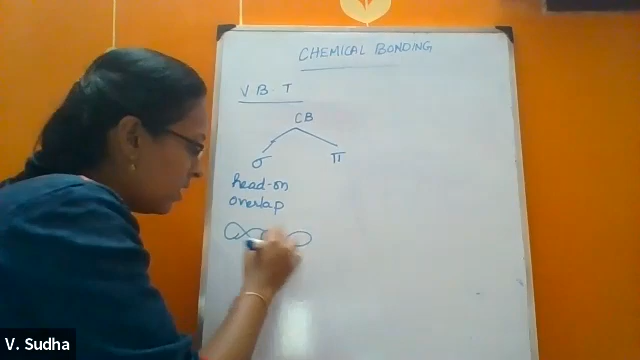 CHEMICAL BONDING
V. B. T
CB
σ π
head-on
overlap
V. Sudha